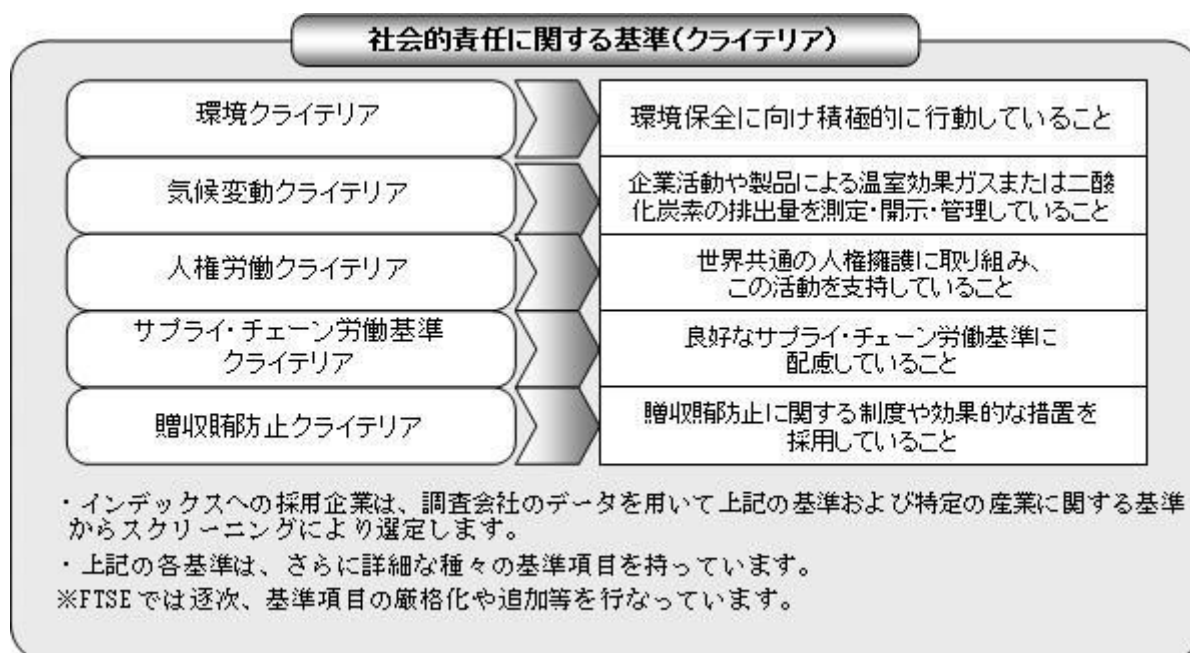 社会的責任に関する基準(クライテリア)
環境クライテリア
環境保全に向け積極的に行動していること
気候変動クライテリア
企業活動や製品による温室効果ガスまたは二酸
化炭素の排出量を測定・開示・管理していること
人権労働クライテリア
世界共通の人権擁護に取り組み、
この活動を支持していること
サプライ・チェーン労働基準
クライテリア
良好なサプライ・チェーン労働基準に
配慮していること
贈収賄防止クライテリア
贈収賄防止に関する制度や効果的な措置を
採用していること
・インデックスへの採用企業は、調査会社のデータを用いて上記の基準および特定の産業に関する基準
からスクリーニングにより選定します。
・上記の各基準は、さらに詳細な種々の基準項目を持っています。
※FTSEでは逐次、基準項目の厳格化や追加等を行なっています。